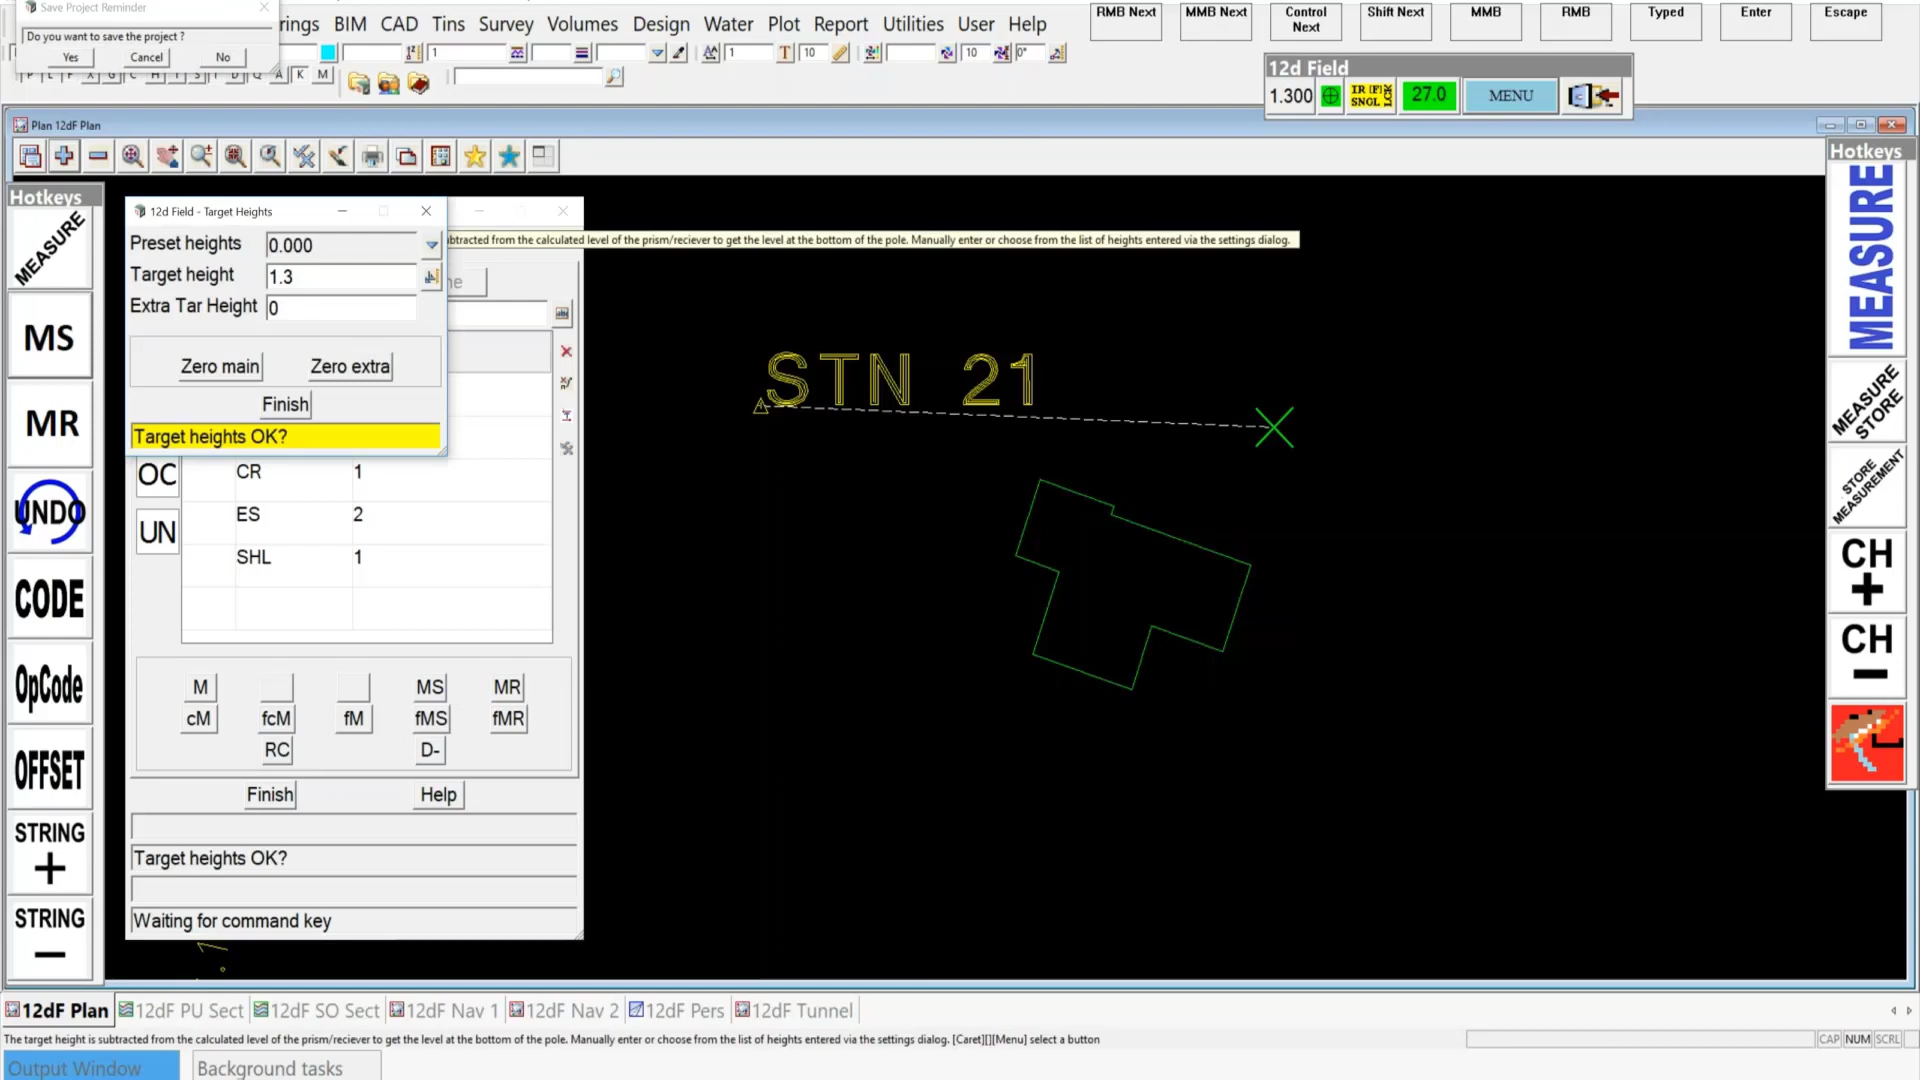 Save Project Reminder
Do you want to save the project ?
Yes Cancel No
rings BIM CAD Tins Survey Volumes Design Water Plot Report Utilities User Help
RMB Next MMB Next Control Next Shift Next MMB RMB Typed Enter Escape
1 1 T 10 10 0°
K M
12d Field
1.300 IR [F] SNGL LCK 27.0 MENU
Plan 12dF Plan
Hotkeys
MEASURE
MS
MR
UNDO
CODE
OpCode
OFFSET
STRING +
STRING −
12d Field - Target Heights
Preset heights 0.000
Target height 1.3
Extra Tar Height 0
Zero main Zero extra
Finish
Target heights OK?
btracted from the calculated level of the prism/reciever to get the level at the bottom of the pole. Manually enter or choose from the list of heights entered via the settings dialog.
ne
OC
UN
CR 1
ES 2
SHL 1
M MS MR
cM fcM fM fMS fMR
RC D-
Finish Help
Target heights OK?
Waiting for command key
STN 21
Hotkeys
MEASURE
MEASURE STORE
STORE MEASUREMENT
CH +
CH −
12dF Plan 12dF PU Sect 12dF SO Sect 12dF Nav 1 12dF Nav 2 12dF Pers 12dF Tunnel
The target height is subtracted from the calculated level of the prism/reciever to get the level at the bottom of the pole. Manually enter or choose from the list of heights entered via the settings dialog. [Caret][][Menu] select a button
CAP NUM SCRL
Output Window Background tasks